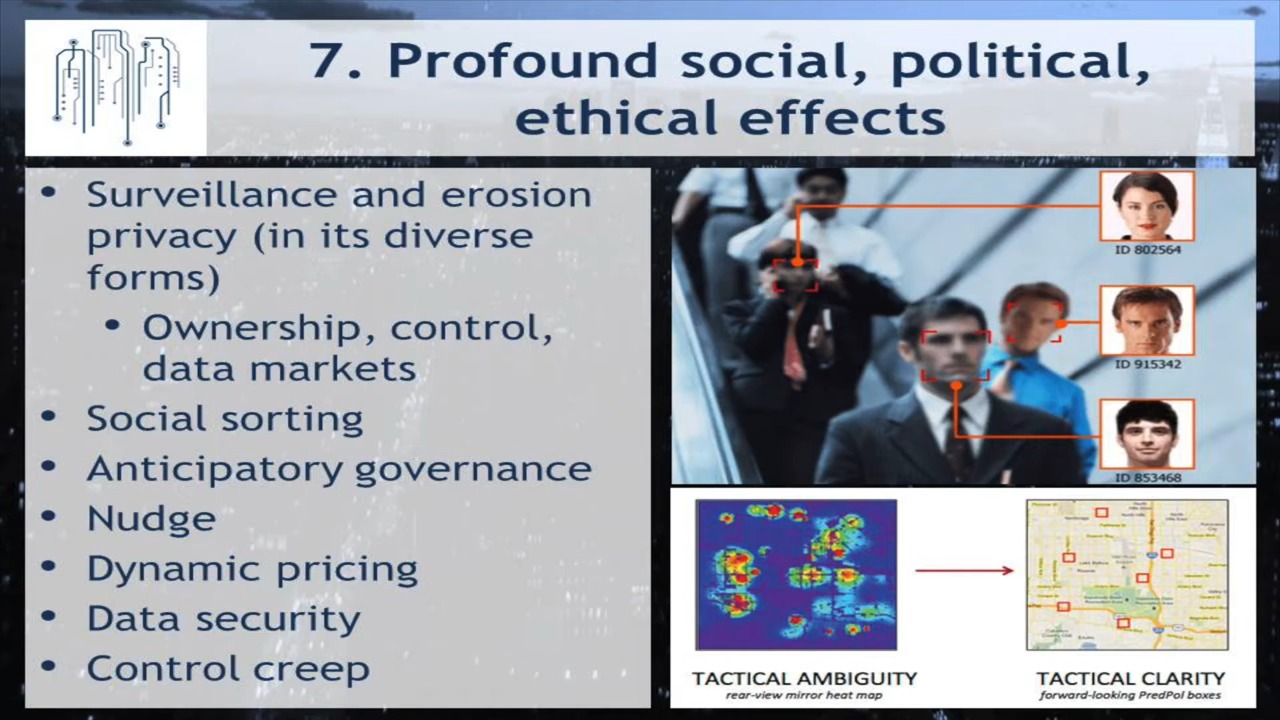 7. Profound social, political,
ethical effects
• Surveillance and erosion
privacy (in its diverse
forms)
• Ownership, control,
data markets
• Social sorting
• Anticipatory governance
• Nudge
• Dynamic pricing
• Data security
• Control creep
ID 802564
ID 915342
ID 853468
TACTICAL AMBIGUITY
rear-view mirror heat map
TACTICAL CLARITY
forward-looking PredPol boxes